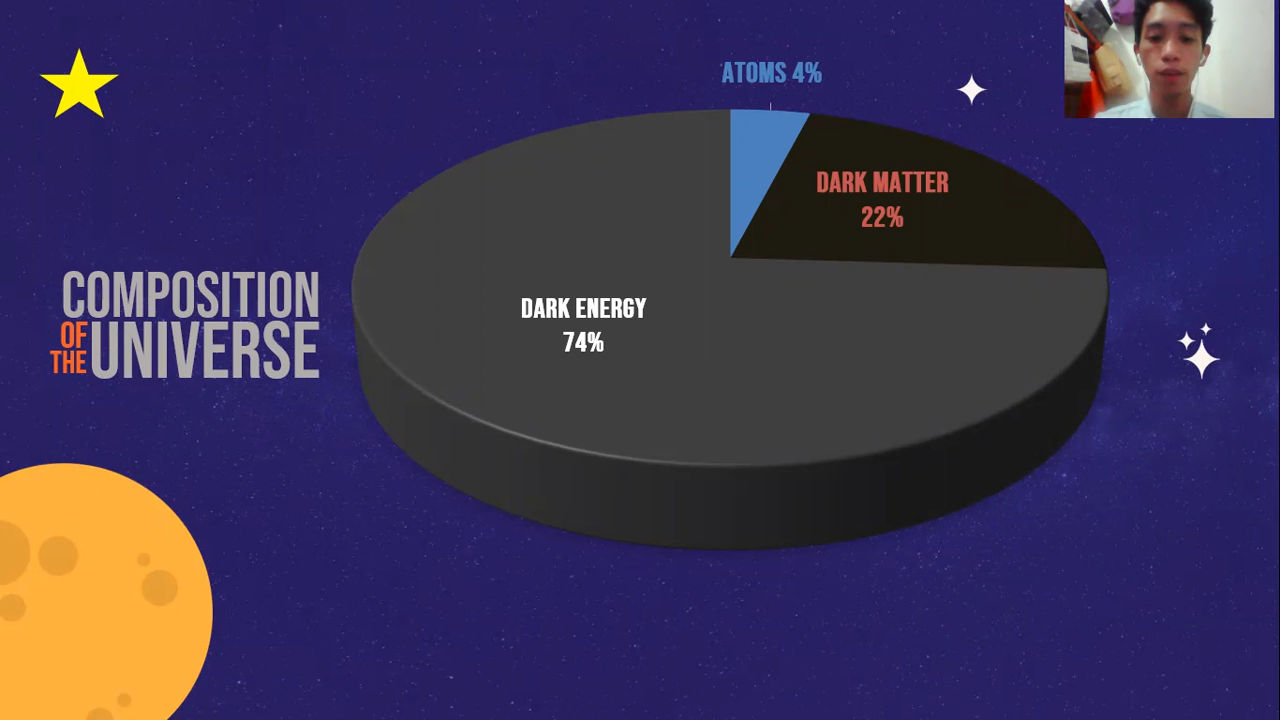 ATOMS 4%
DARK MATTER
22%
DARK ENERGY
74%
COMPOSITION
OF
THE
UNIVERSE